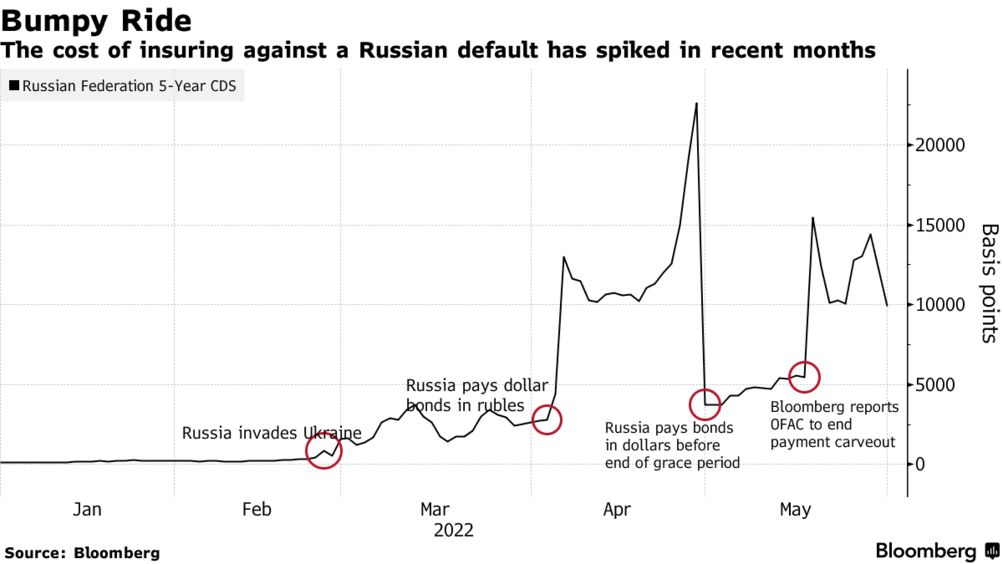 Bumpy Ride
The cost of insuring against a Russian default has spiked in recent months
Russian Federation 5-Year CDS
20000
15000
10000
5000
0
Basis points
Russia invades Ukraine
Russia pays dollar
bonds in rubles
Russia pays bonds
in dollars before
end of grace period
Bloomberg reports
OFAC to end
payment carveout
Jan
Feb
Mar
Apr
May
2022
Source: Bloomberg
Bloomberg